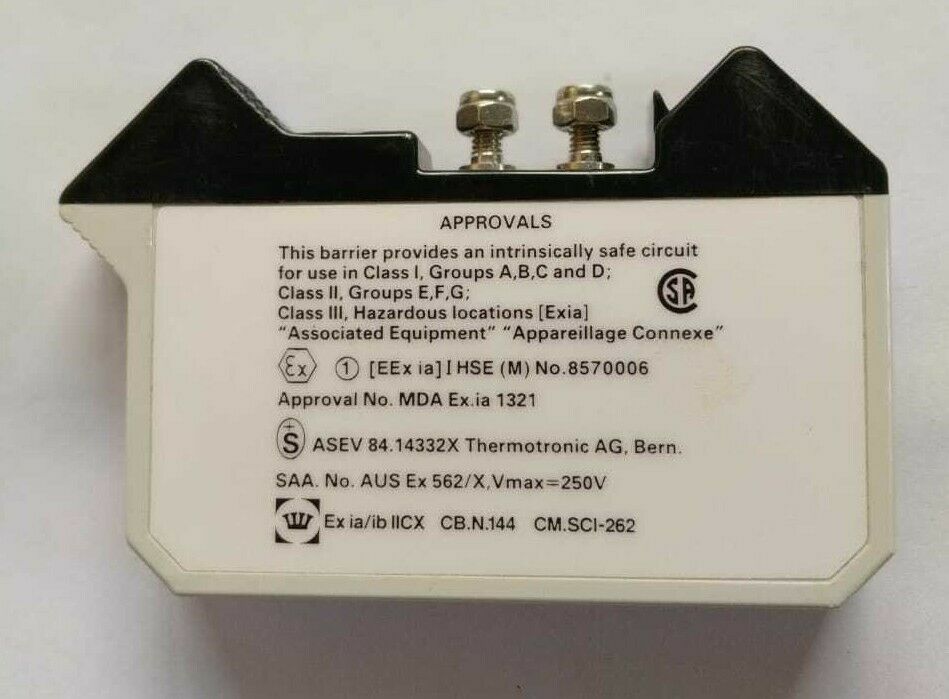 APPROVALS
This barrier provides an intrinsically safe circuit
for use in Class I, Groups A,B,C and D;
Class II, Groups E,F,G;
Class III, Hazardous locations [Exia]
“Associated Equipment” “Appareillage Connexe”
SA
Ex ① [EEx ia] I HSE (M) No.8570006
Approval No. MDA Ex.ia 1321
S ASEV 84.14332X Thermotronic AG, Bern.
SAA. No. AUS Ex 562/X,Vmax=250V
Ex ia/ib IICX CB.N.144 CM.SCI-262